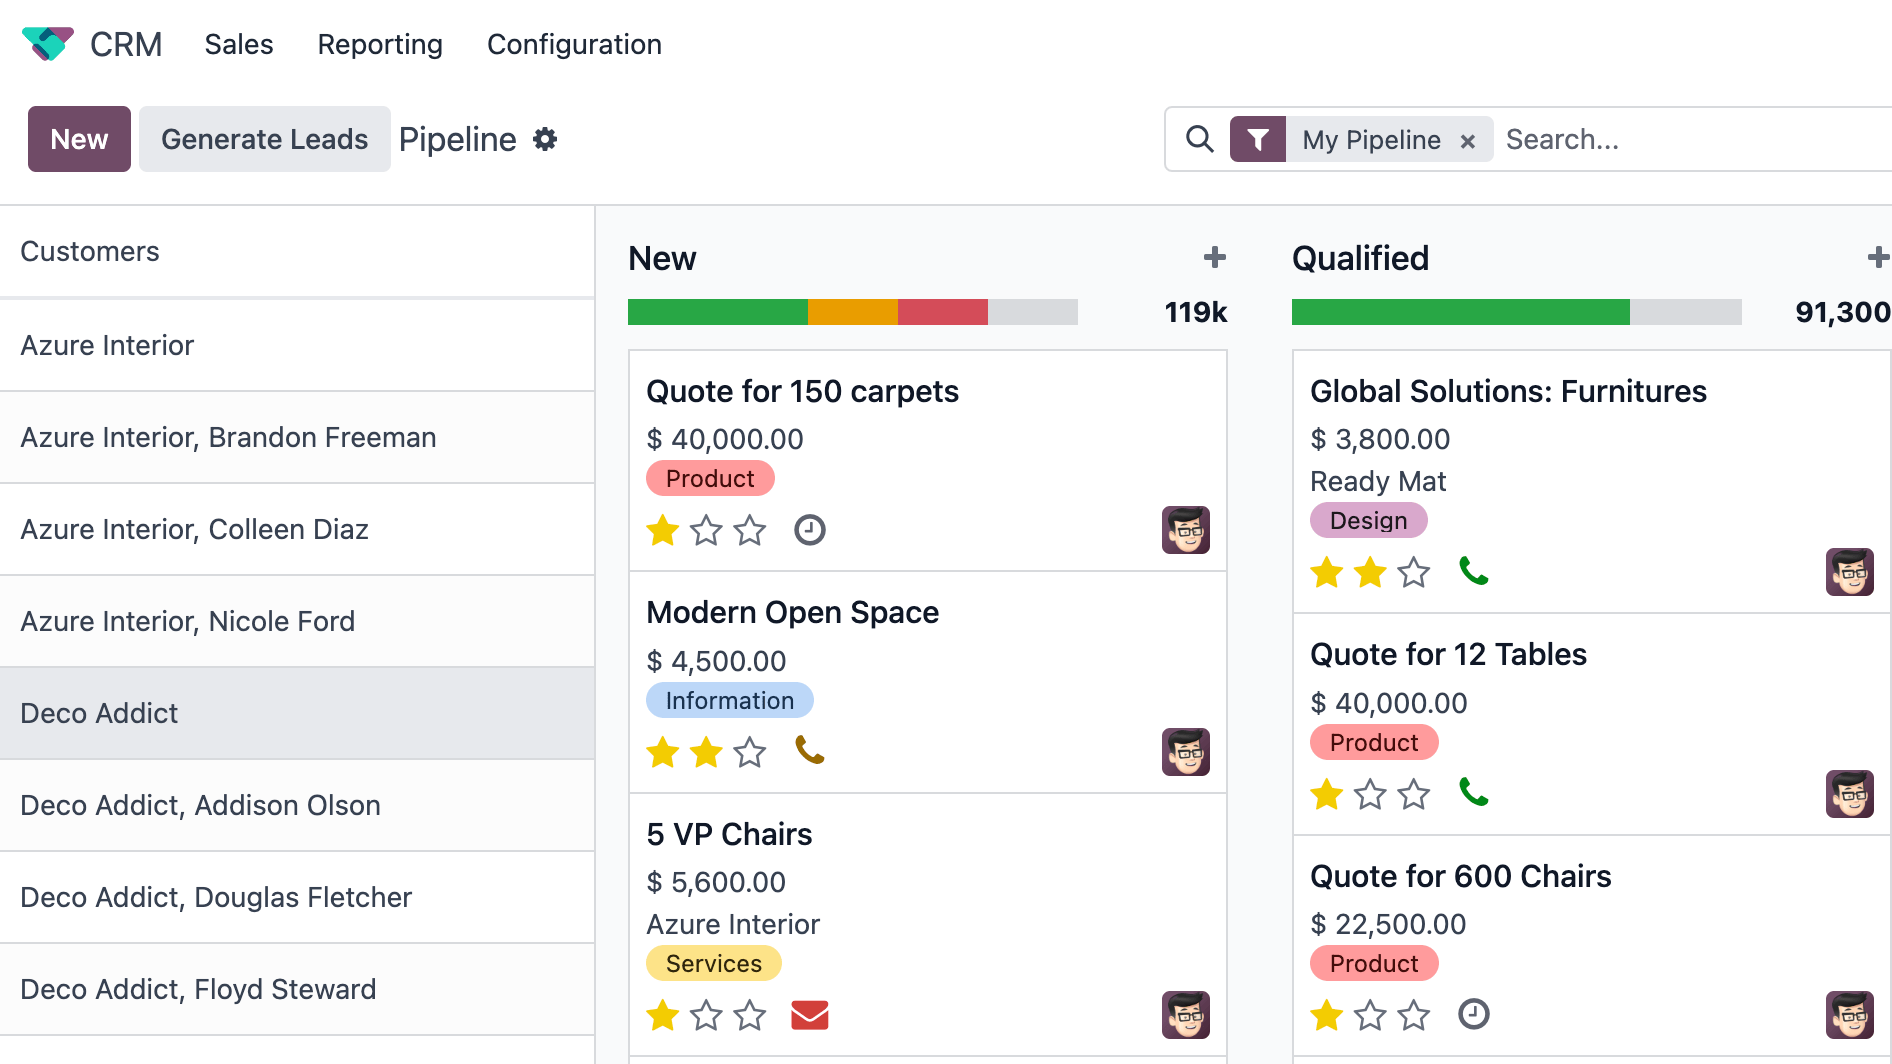 CRM Sales Reporting Configuration
New Generate Leads Pipeline
My Pipeline × Search...
Customers
Azure Interior
Azure Interior, Brandon Freeman
Azure Interior, Colleen Diaz
Azure Interior, Nicole Ford
Deco Addict
Deco Addict, Addison Olson
Deco Addict, Douglas Fletcher
Deco Addict, Floyd Steward
New
119k
Quote for 150 carpets
$ 40,000.00
Product
Modern Open Space
$ 4,500.00
Information
5 VP Chairs
$ 5,600.00
Azure Interior
Services
Qualified
91,300
Global Solutions: Furnitures
$ 3,800.00
Ready Mat
Design
Quote for 12 Tables
$ 40,000.00
Product
Quote for 600 Chairs
$ 22,500.00
Product